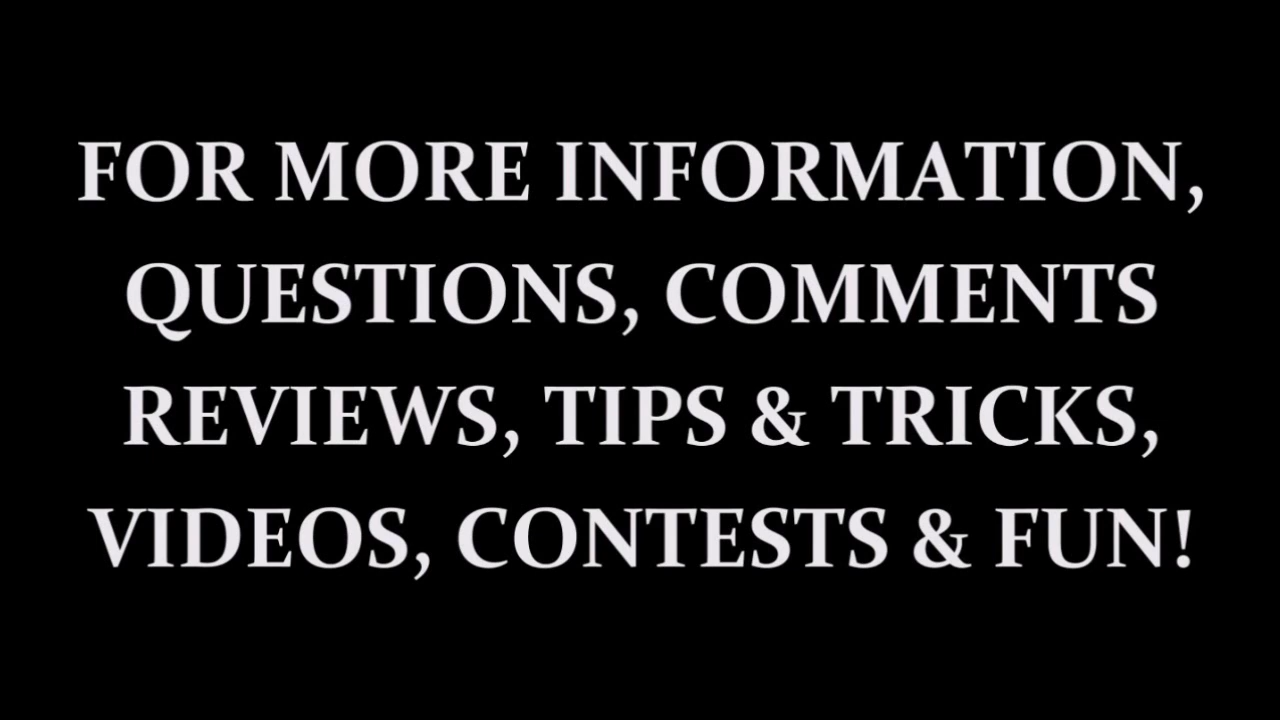 FOR MORE INFORMATION,
QUESTIONS, COMMENTS
REVIEWS, TIPS & TRICKS,
VIDEOS, CONTESTS & FUN!